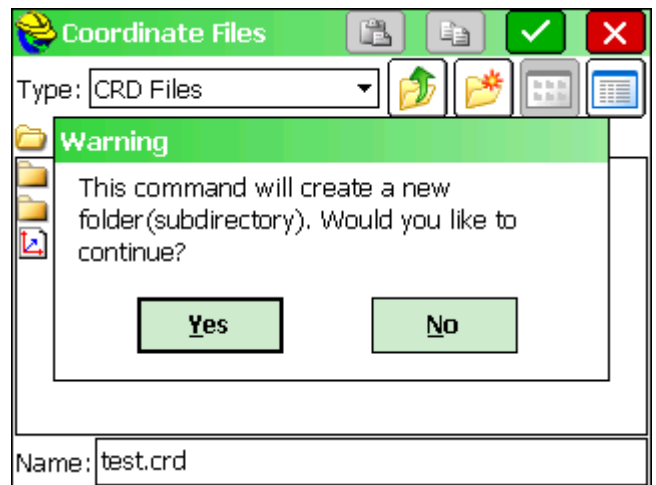 Coordinate Files
Type: CRD Files
Warning
This command will create a new
folder(subdirectory). Would you like to
continue?
Yes No
Name: test.crd